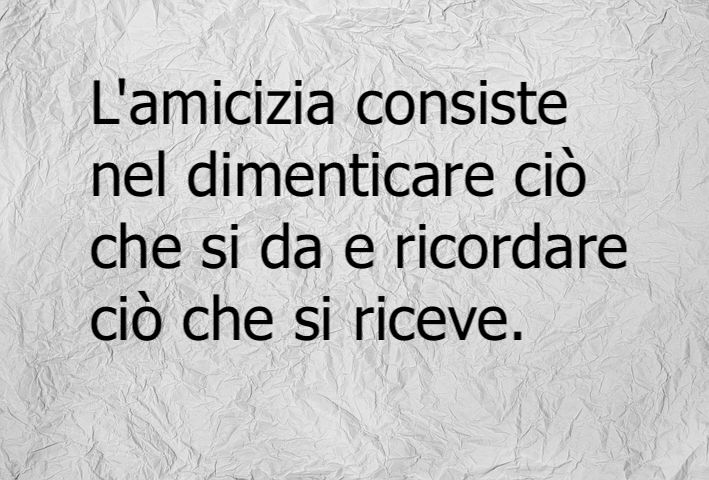 L'amicizia consiste
nel dimenticare ciò
che si da e ricordare
ciò che si riceve.